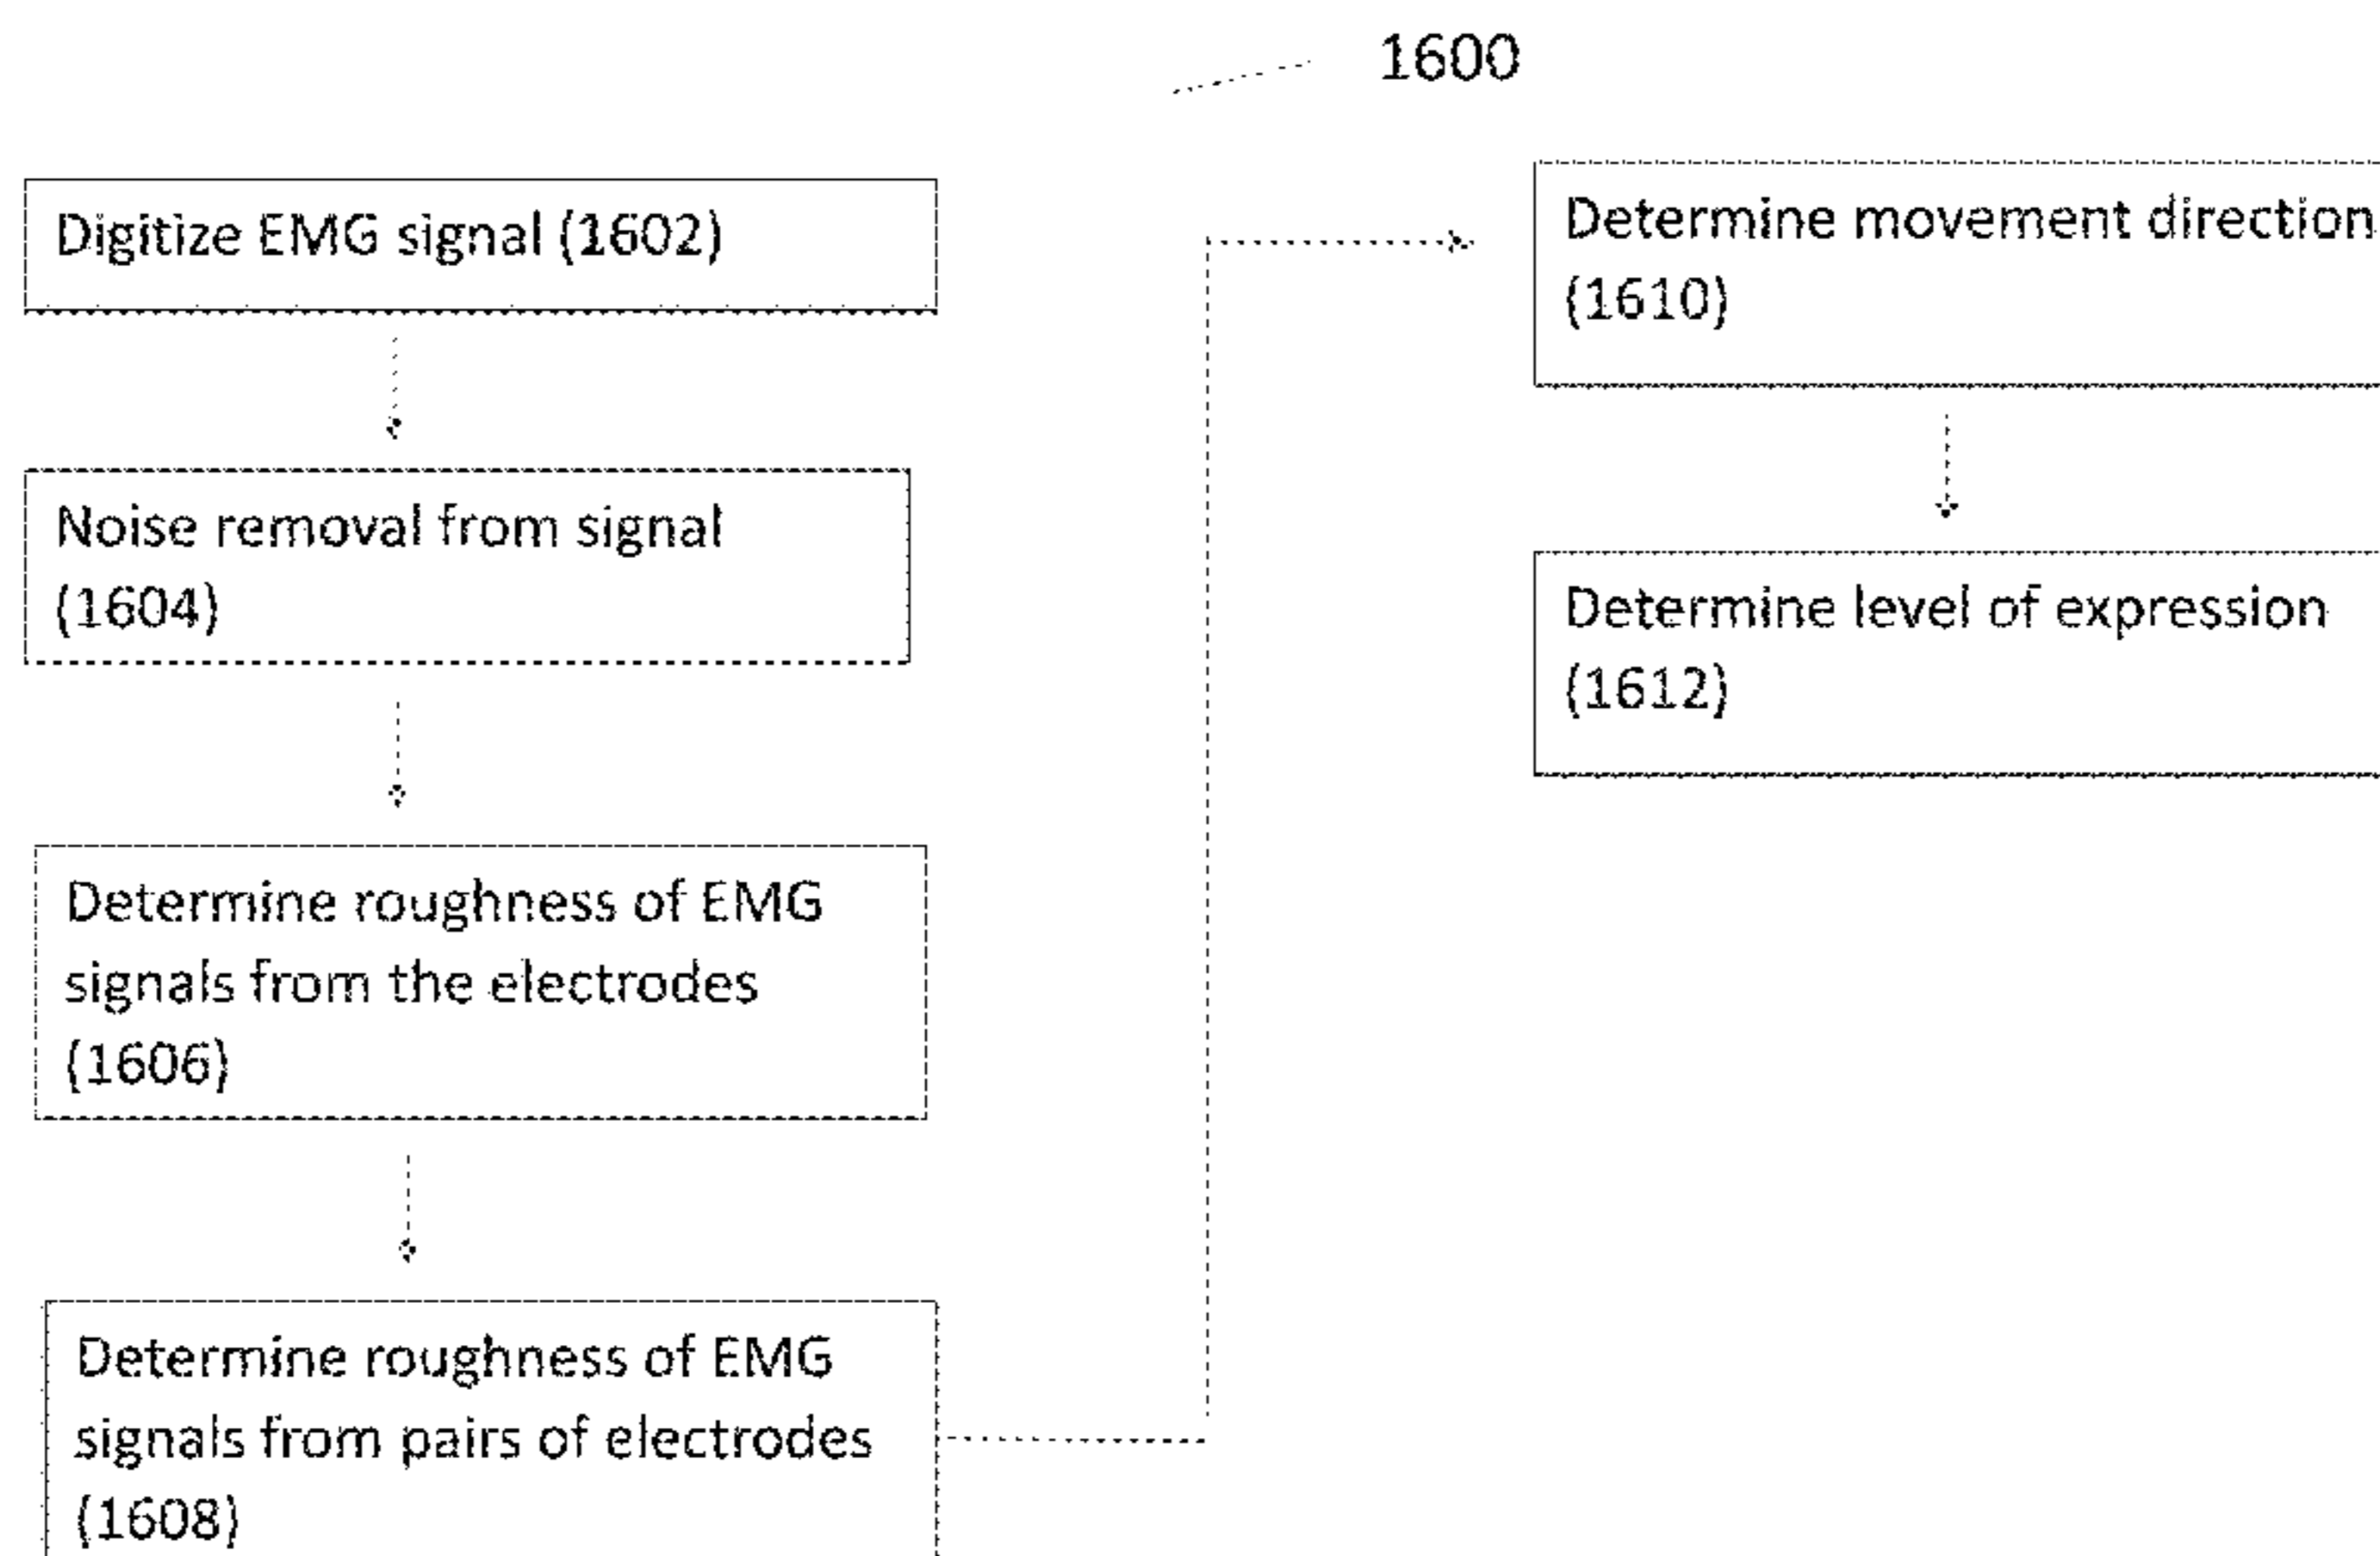 1600
Digitize EMG signal (1602)
Noise removal from signal
(1604)
Determine roughness of EMG
signals from the electrodes
(1606)
Determine roughness of EMG
signals from pairs of electrodes
(1608)
Determine movement direction
(1610)
Determine level of expression
(1612)